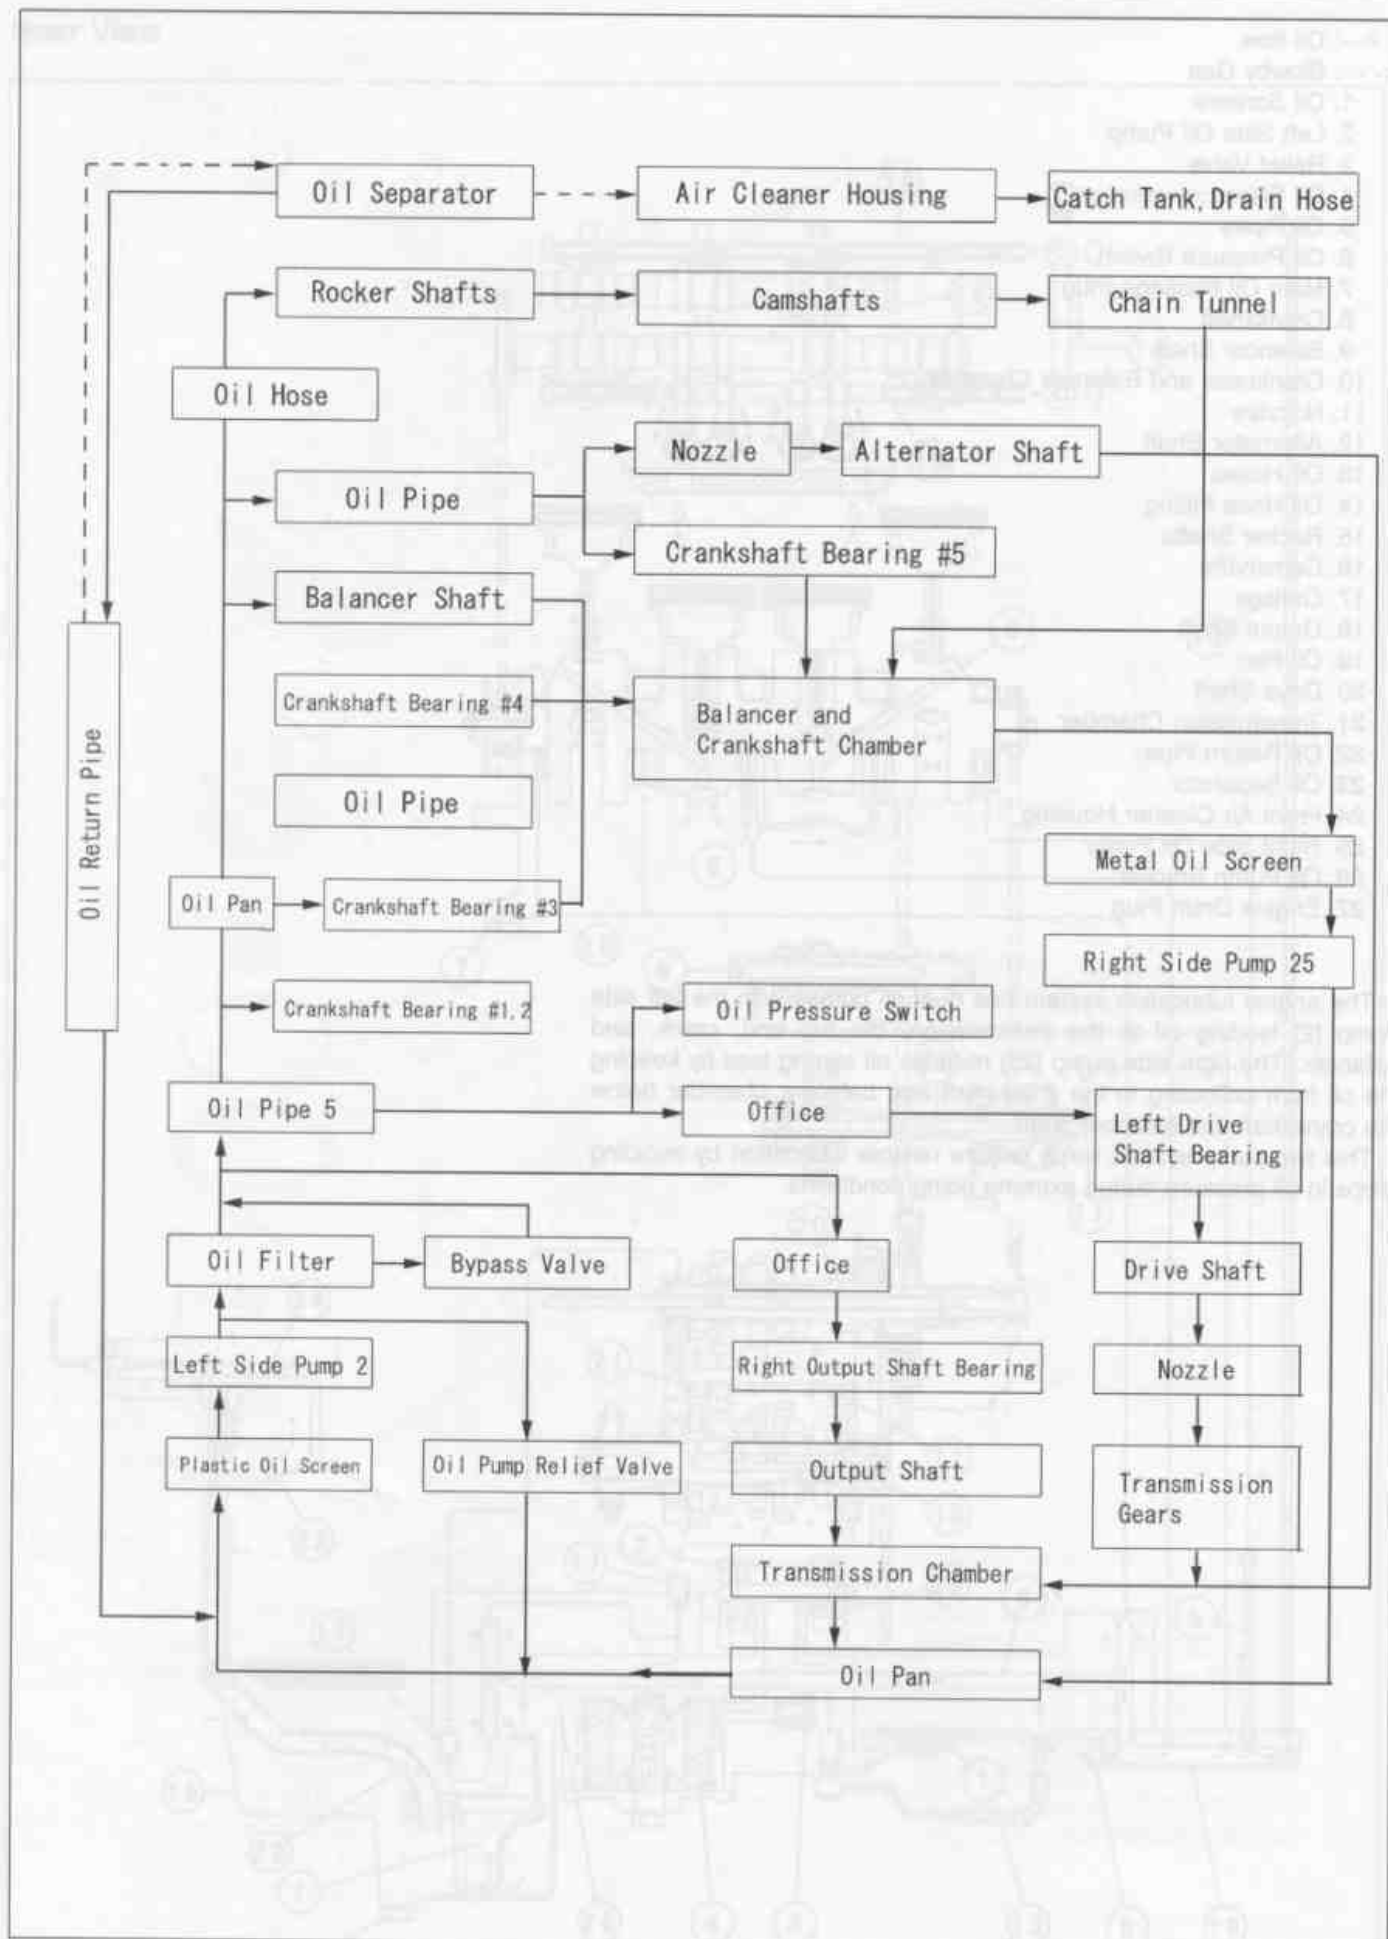 Oil Separator
Air Cleaner Housing
Catch Tank, Drain Hose
Rocker Shafts
Camshafts
Chain Tunnel
Oil Hose
Nozzle
Alternator Shaft
Oil Pipe
Crankshaft Bearing #5
Balancer Shaft
Crankshaft Bearing #4
Balancer and
Crankshaft Chamber
Oil Return Pipe
Oil Pipe
Metal Oil Screen
Oil Pan
Crankshaft Bearing #3
Right Side Pump 25
Crankshaft Bearing #1,2
Oil Pressure Switch
Oil Pipe 5
Office
Left Drive
Shaft Bearing
Oil Filter
Bypass Valve
Office
Drive Shaft
Left Side Pump 2
Right Output Shaft Bearing
Nozzle
Plastic Oil Screen
Oil Pump Relief Valve
Output Shaft
Transmission
Gears
Transmission Chamber
Oil Pan